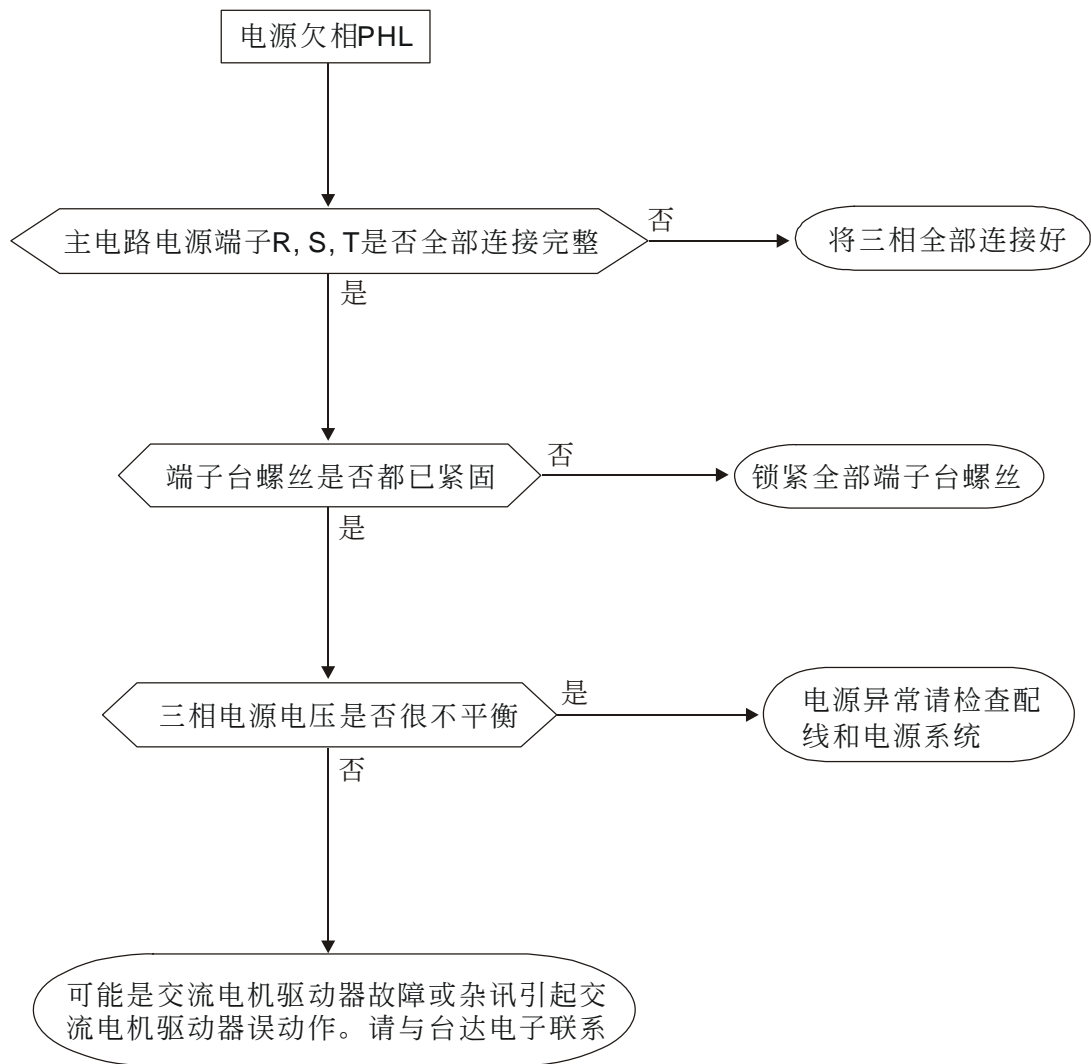 电源欠相PHL
主电路电源端子R, S, T是否全部连接完整
否
将三相全部连接好
是
端子台螺丝是否都已紧固
否
锁紧全部端子台螺丝
是
三相电源电压是否很不平衡
是
电源异常请检查配
线和电源系统
否
可能是交流电机驱动器故障或杂讯引起交
流电机驱动器误动作。请与台达电子联系